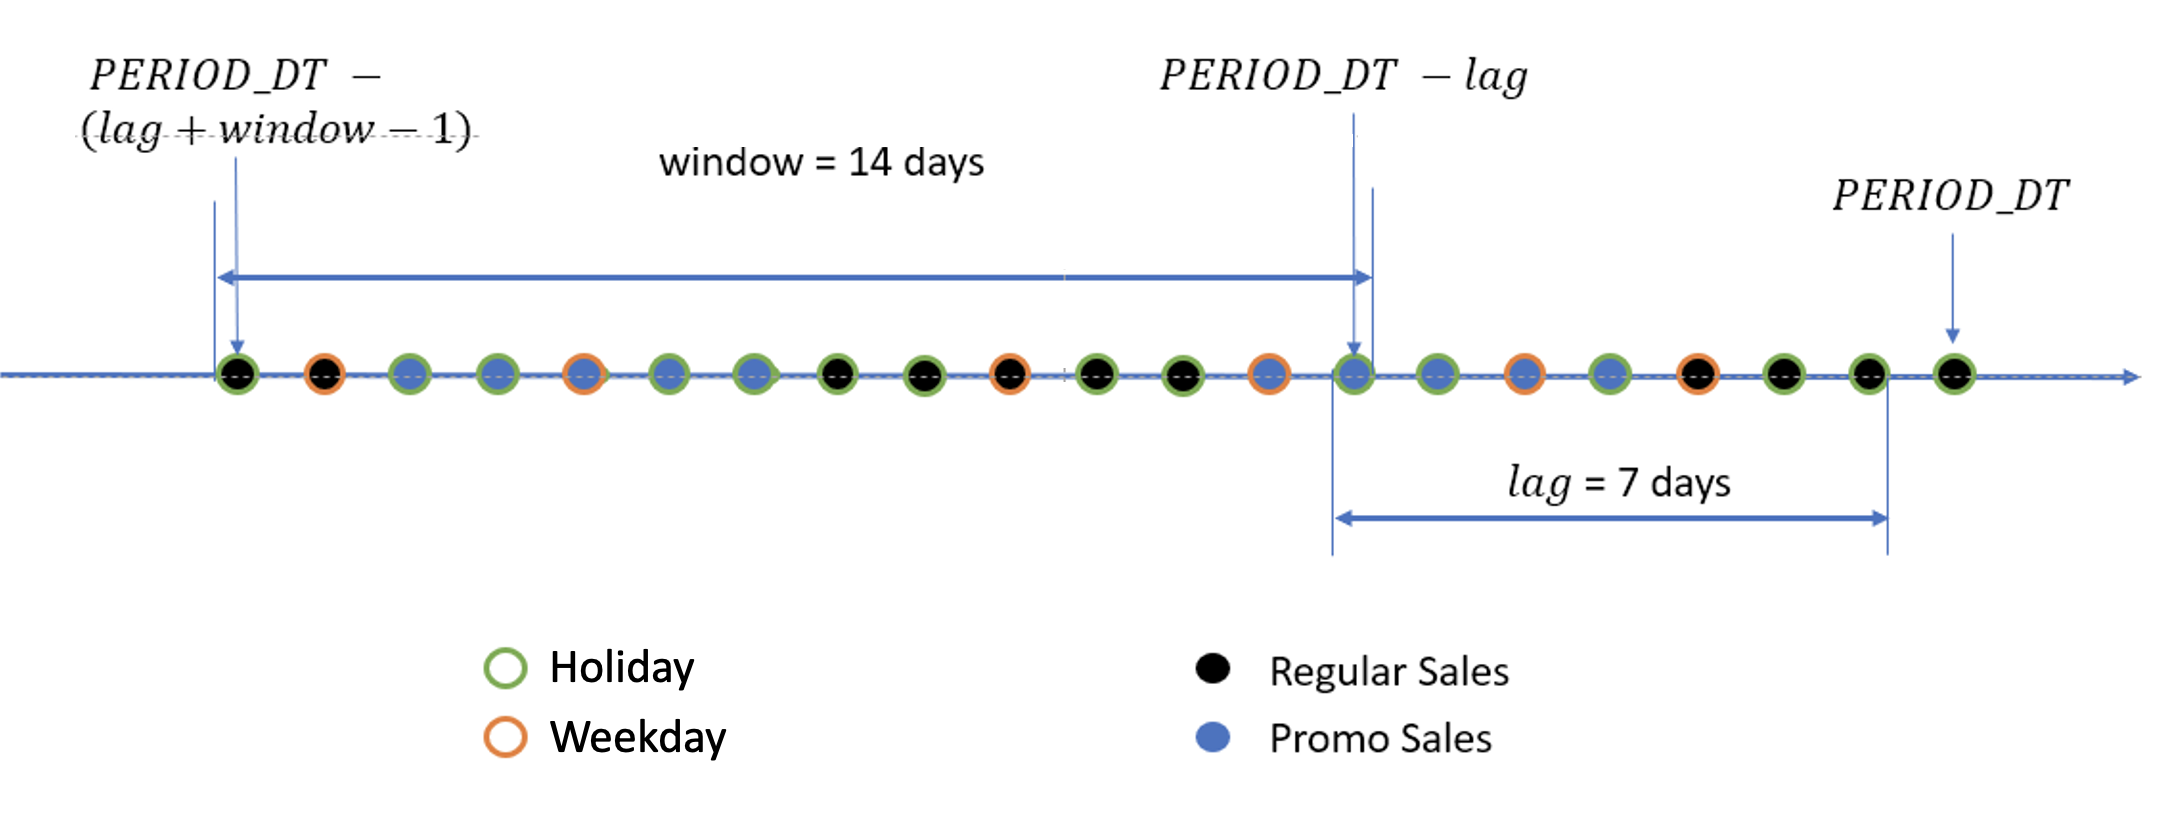 PERIOD_DT −
(lag + window − 1)
PERIOD_DT − lag
window = 14 days
PERIOD_DT
lag = 7 days
Holiday
Regular Sales
Weekday
Promo Sales